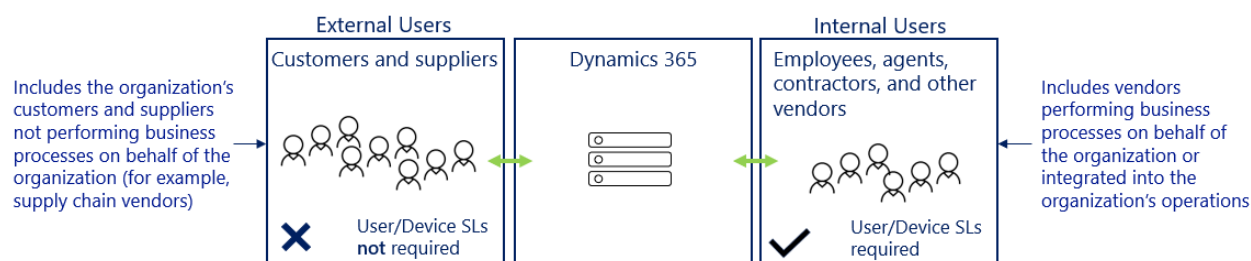 External Users
Internal Users
Customers and suppliers
Dynamics 365
Employees, agents,
contractors, and other
vendors
Includes the organization's
customers and suppliers
not performing business
processes on behalf of the
organization (for example,
supply chain vendors)
Includes vendors
performing business
processes on behalf of
the organization or
integrated into the
organization's operations
User/Device SLs
not required
User/Device SLs
required